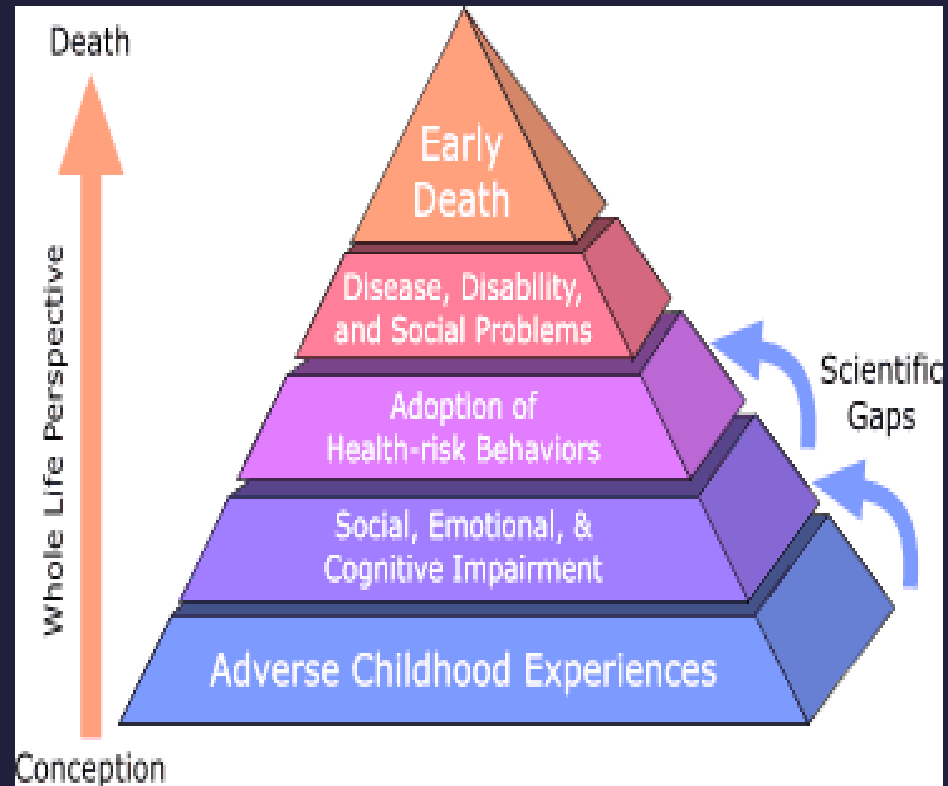 Death
Early
Death
Disease, Disability,
and Social Problems
Scientific
Gaps
Adoption of
Health-risk Behaviors
Social, Emotional, &
Cognitive Impairment
Adverse Childhood Experiences
Whole Life Perspective
Conception